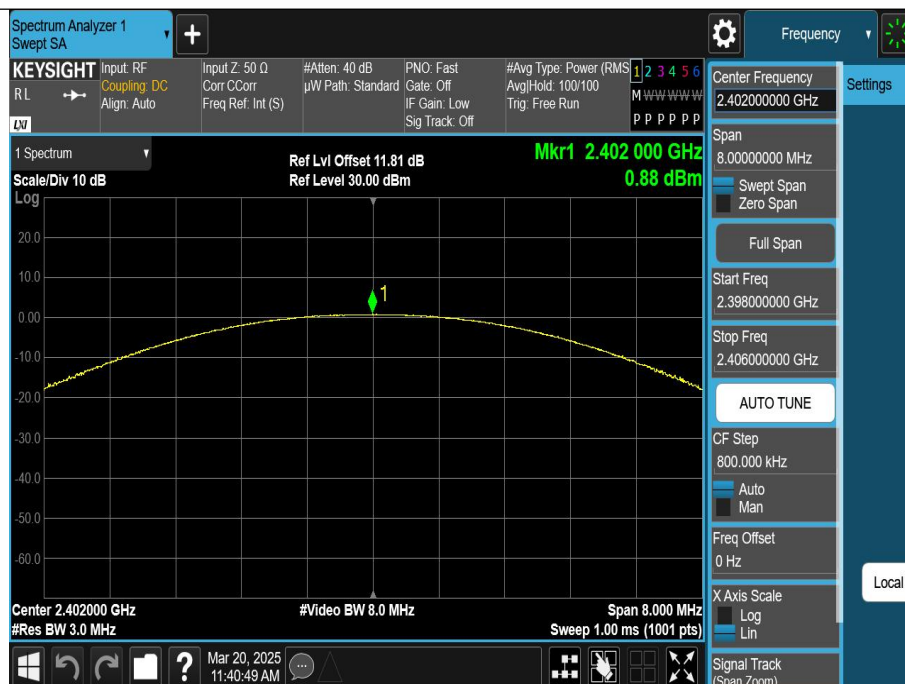 Spectrum Analyzer 1
Swept SA
Frequency
KEYSIGHT
RL
LXI
Input: RF
Coupling: DC
Align: Auto
Input Z: 50 Ω
Corr CCorr
Freq Ref: Int (S)
#Atten: 40 dB
µW Path: Standard
PNO: Fast
Gate: Off
IF Gain: Low
Sig Track: Off
#Avg Type: Power (RMS
Avg|Hold: 100/100
Trig: Free Run
1 2 3 4 5 6
M W W W W W
P P P P P P
1 Spectrum
Scale/Div 10 dB
Log
Ref Lvl Offset 11.81 dB
Ref Level 30.00 dBm
Mkr1 2.402 000 GHz
0.88 dBm
1
20.0
10.0
0.00
-10.0
-20.0
-30.0
-40.0
-50.0
-60.0
Center 2.402000 GHz
#Res BW 3.0 MHz
#Video BW 8.0 MHz
Span 8.000 MHz
Sweep 1.00 ms (1001 pts)
?
Mar 20, 2025
11:40:49 AM
Center Frequency
2.402000000 GHz
Settings
Span
8.00000000 MHz
Swept Span
Zero Span
Full Span
Start Freq
2.398000000 GHz
Stop Freq
2.406000000 GHz
AUTO TUNE
CF Step
800.000 kHz
Auto
Man
Freq Offset
0 Hz
X Axis Scale
Log
Lin
Local
Signal Track
(Span Zoom)